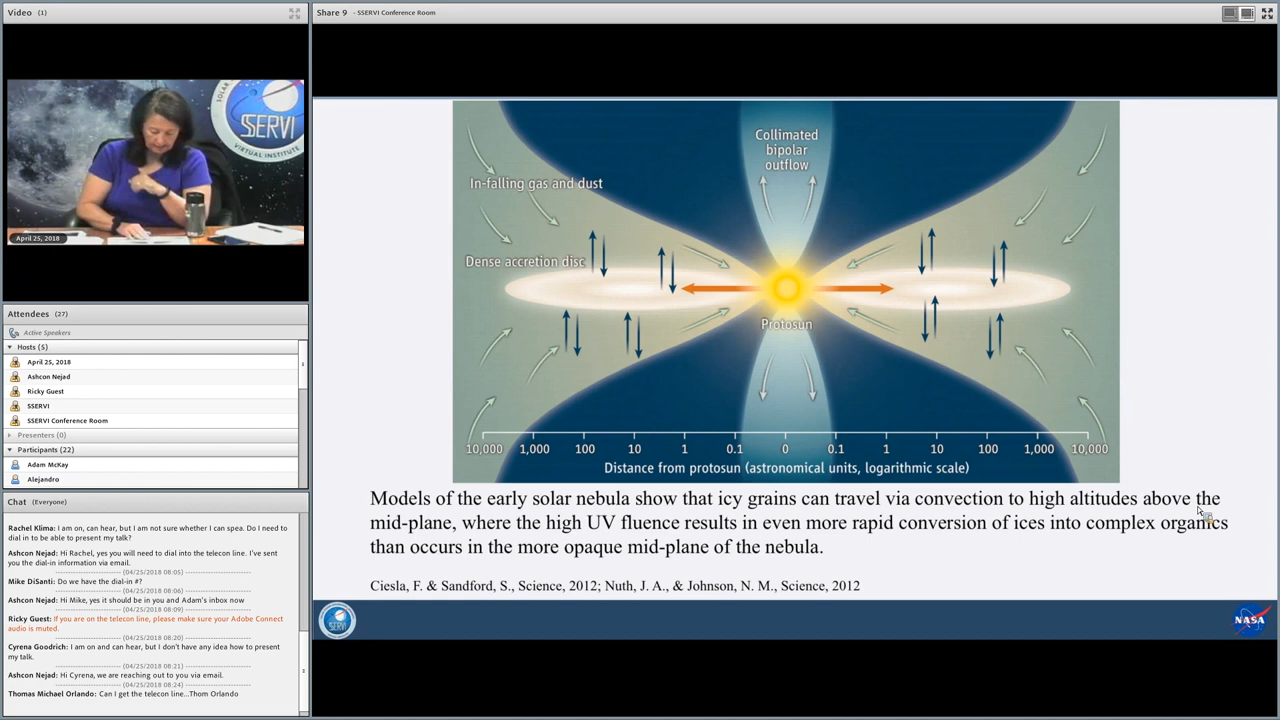 Video (1)
SOLAR
SSERVI
VIRTUAL INSTITUTE
April 25, 2018
Attendees (27)
Active Speakers
Hosts (5)
April 25, 2018
Ashcon Nejad
Ricky Guest
SSERVI
SSERVI Conference Room
Presenters (0)
Participants (22)
Adam McKay
Alejandro
Chat (Everyone)
Rachel Klima: I am on, can hear, but I am not sure whether I can spea. Do I need to
dial in to be able to present my talk?
Ashcon Nejad: Hi Rachel, yes you will need to dial into the telecon line. I've sent
you the dial-in information via email.
------------------ (04/25/2018 08:05) ------------------
Mike DiSanti: Do we have the dial-in #?
------------------ (04/25/2018 08:06) ------------------
Ashcon Nejad: Hi Mike, yes it should be in you and Adam's inbox now
------------------ (04/25/2018 08:09) ------------------
Ricky Guest: If you are on the telecon line, please make sure your Adobe Connect
audio is muted.
------------------ (04/25/2018 08:20) ------------------
Cyrena Goodrich: I am on and can hear, but I don't have any idea how to present
my talk.
------------------ (04/25/2018 08:21) ------------------
Ashcon Nejad: Hi Cyrena, we are reaching out to you via email.
------------------ (04/25/2018 08:24) ------------------
Thomas Michael Orlando: Can I get the telecon line...Thom Orlando
Share 9 - SSERVI Conference Room
Collimated
bipolar
outflow
In-falling gas and dust
Dense accretion disc
Protosun
10,000 1,000 100 10 1 0.1 0 0.1 1 10 100 1,000 10,000
Distance from protosun (astronomical units, logarithmic scale)
Models of the early solar nebula show that icy grains can travel via convection to high altitudes above the
mid-plane, where the high UV fluence results in even more rapid conversion of ices into complex organics
than occurs in the more opaque mid-plane of the nebula.
Ciesla, F. & Sandford, S., Science, 2012; Nuth, J. A., & Johnson, N. M., Science, 2012
SSERVI
NASA